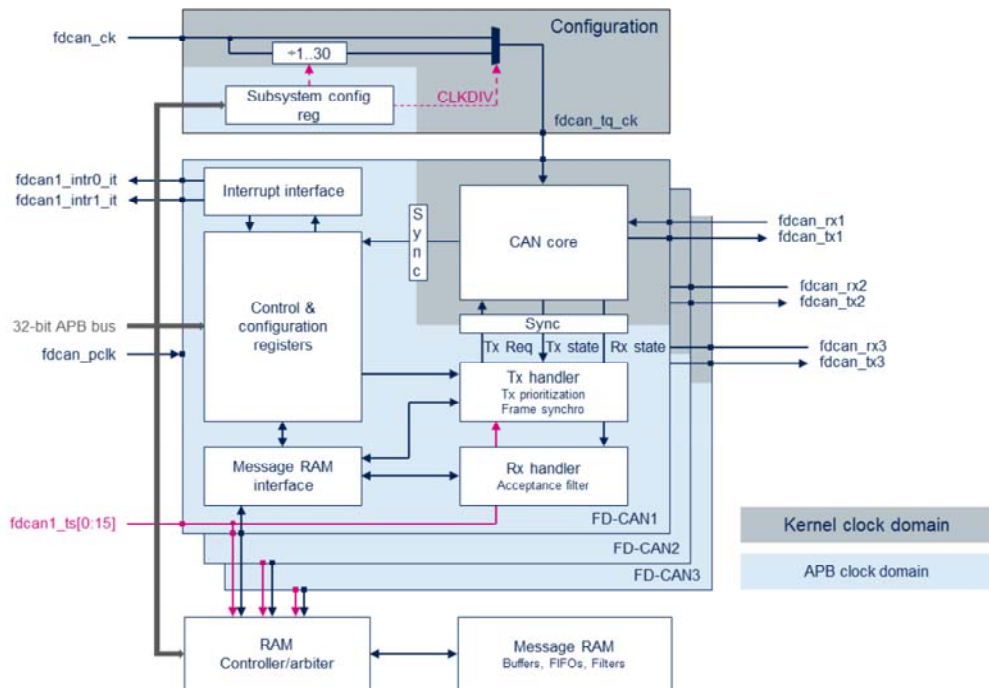 Configuration
fdcan_ck
÷1..30
Subsystem config
reg
CLKDIV
fdcan_tq_ck
fdcan1_intr0_it
fdcan1_intr1_it
Interrupt interface
Sync
CAN core
fdcan_rx1
fdcan_tx1
fdcan_rx2
fdcan_tx2
fdcan_rx3
fdcan_tx3
32-bit APB bus
fdcan_pclk
Control &
configuration
registers
Sync
Tx Req
Tx state
Rx state
Tx handler
Tx prioritization
Frame synchro
Message RAM
interface
Rx handler
Acceptance filter
fdcan1_ts[0:15]
FD-CAN1
FD-CAN2
FD-CAN3
Kernel clock domain
APB clock domain
RAM
Controller/arbiter
Message RAM
Buffers, FIFOs, Filters